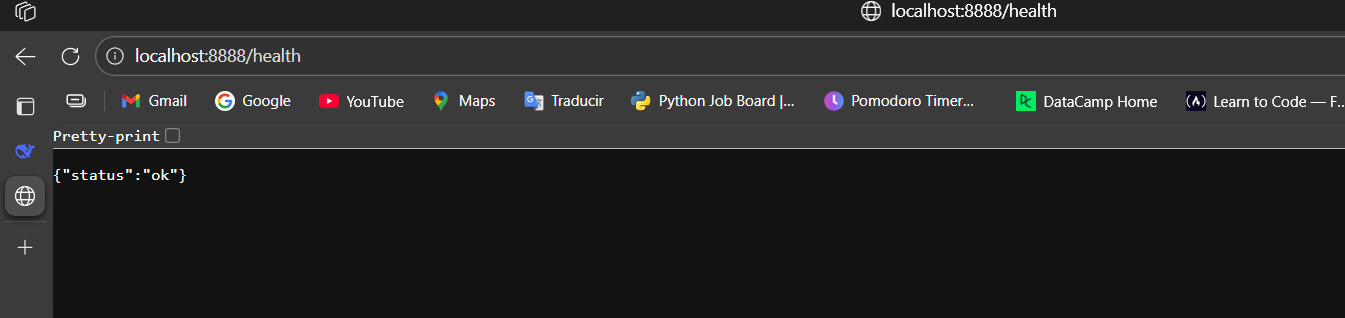 localhost:8888/health
localhost:8888/health
Gmail Google YouTube Maps Traducir Python Job Board |... Pomodoro Timer... DataCamp Home Learn to Code — F...
Pretty-print
{"status":"ok"}